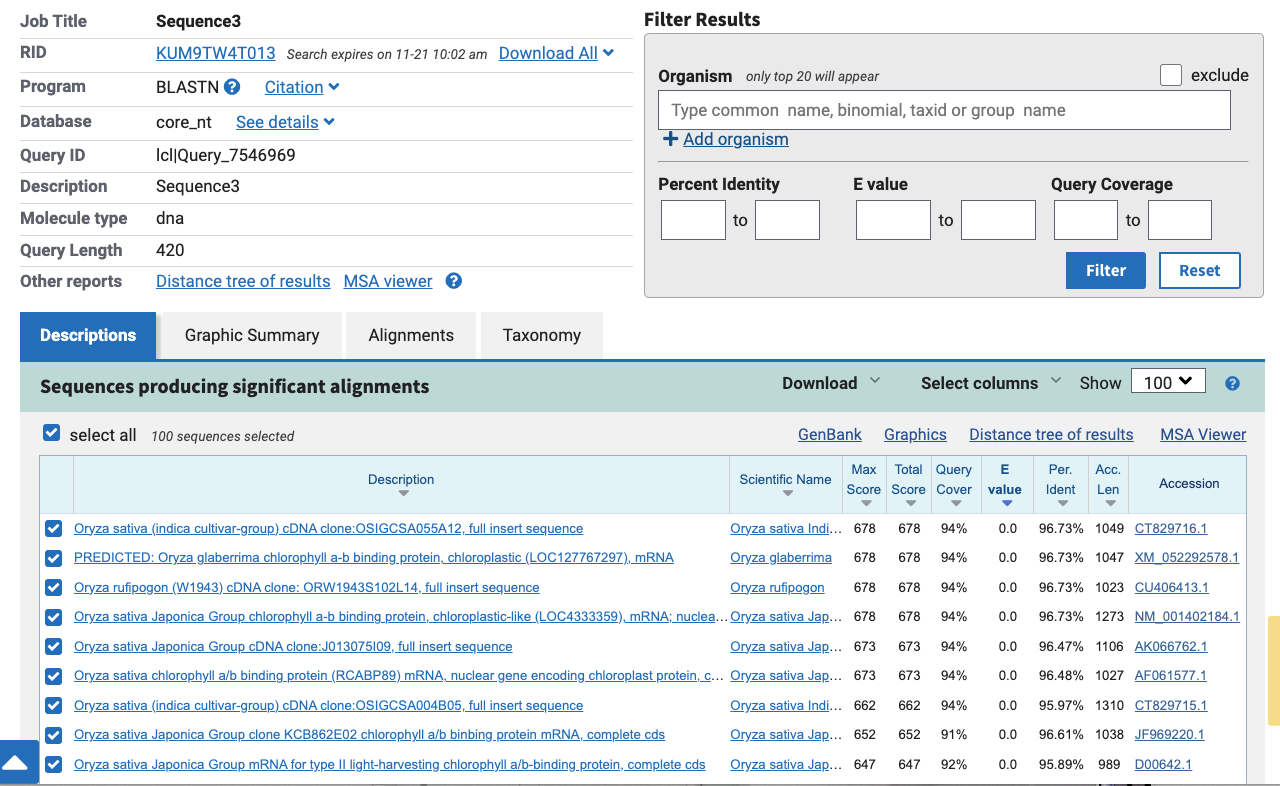 Job Title Sequence3
RID KUM9TW4T013 Search expires on 11-21 10:02 am Download All
Program BLASTN ? Citation
Database core_nt See details
Query ID lcl|Query_7546969
Description Sequence3
Molecule type dna
Query Length 420
Other reports Distance tree of results MSA viewer ?
Filter Results
Organism only top 20 will appear exclude
Type common name, binomial, taxid or group name
+ Add organism
Percent Identity E value Query Coverage
to to to
Filter Reset
Descriptions Graphic Summary Alignments Taxonomy
Sequences producing significant alignments Download Select columns Show 100 ?
select all 100 sequences selected GenBank Graphics Distance tree of results MSA Viewer
Description Scientific Name Max Score Total Score Query Cover E value Per. Ident Acc. Len Accession
Oryza sativa (indica cultivar-group) cDNA clone:OSIGCSA055A12, full insert sequence Oryza sativa Indi... 678 678 94% 0.0 96.73% 1049 CT829716.1
PREDICTED: Oryza glaberrima chlorophyll a-b binding protein, chloroplastic (LOC127767297), mRNA Oryza glaberrima 678 678 94% 0.0 96.73% 1047 XM_052292578.1
Oryza rufipogon (W1943) cDNA clone: ORW1943S102L14, full insert sequence Oryza rufipogon 678 678 94% 0.0 96.73% 1023 CU406413.1
Oryza sativa Japonica Group chlorophyll a-b binding protein, chloroplastic-like (LOC4333359), mRNA; nuclea... Oryza sativa Jap... 678 678 94% 0.0 96.73% 1273 NM_001402184.1
Oryza sativa Japonica Group cDNA clone:J013075I09, full insert sequence Oryza sativa Jap... 673 673 94% 0.0 96.47% 1106 AK066762.1
Oryza sativa chlorophyll a/b binding protein (RCABP89) mRNA, nuclear gene encoding chloroplast protein, c... Oryza sativa Jap... 673 673 94% 0.0 96.48% 1027 AF061577.1
Oryza sativa (indica cultivar-group) cDNA clone:OSIGCSA004B05, full insert sequence Oryza sativa Indi... 662 662 94% 0.0 95.97% 1310 CT829715.1
Oryza sativa Japonica Group clone KCB862E02 chlorophyll a/b binbing protein mRNA, complete cds Oryza sativa Jap... 652 652 91% 0.0 96.61% 1038 JF969220.1
Oryza sativa Japonica Group mRNA for type II light-harvesting chlorophyll a/b-binding protein, complete cds Oryza sativa Jap... 647 647 92% 0.0 95.89% 989 D00642.1